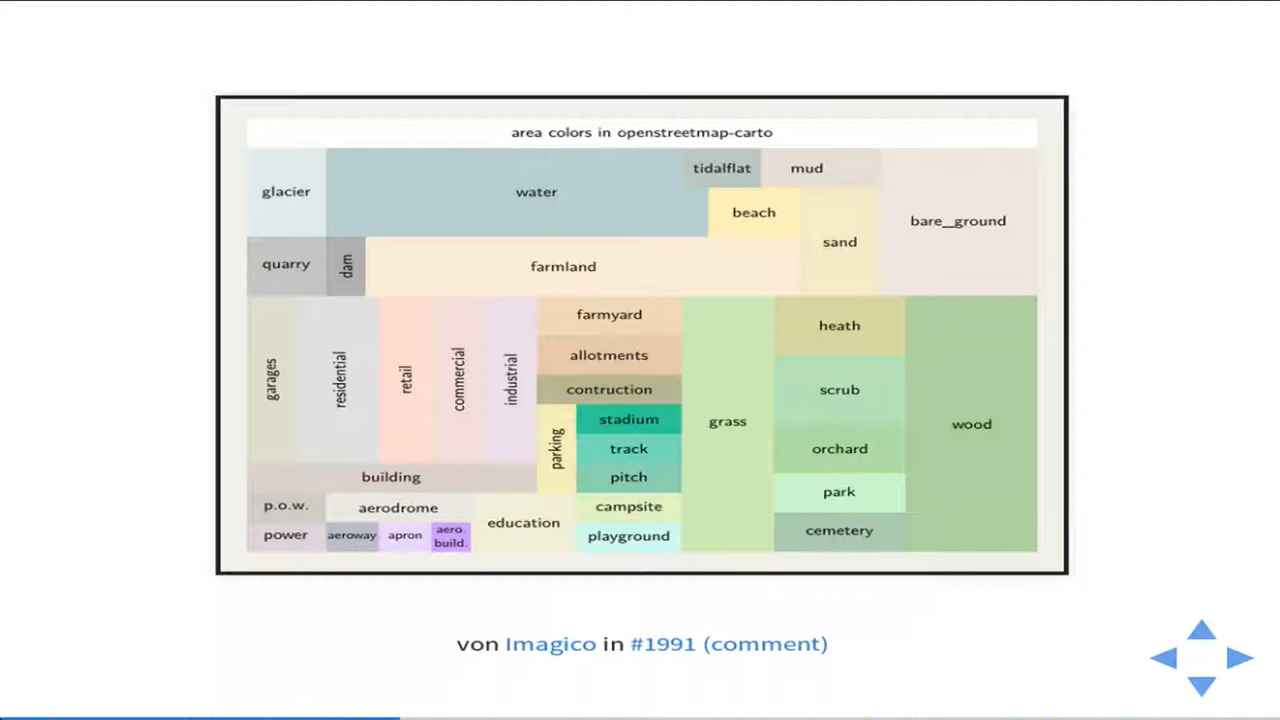 area colors in openstreetmap-carto
glacier
water
tidalflat
mud
bare_ground
beach
sand
quarry
dam
farmland
garages
residential
retail
commercial
industrial
farmyard
allotments
contruction
parking
stadium
track
pitch
grass
heath
scrub
orchard
park
cemetery
wood
building
p.o.w.
aerodrome
education
campsite
power
aeroway
apron
aero.
build.
playground
von Imagico in #1991 (comment)